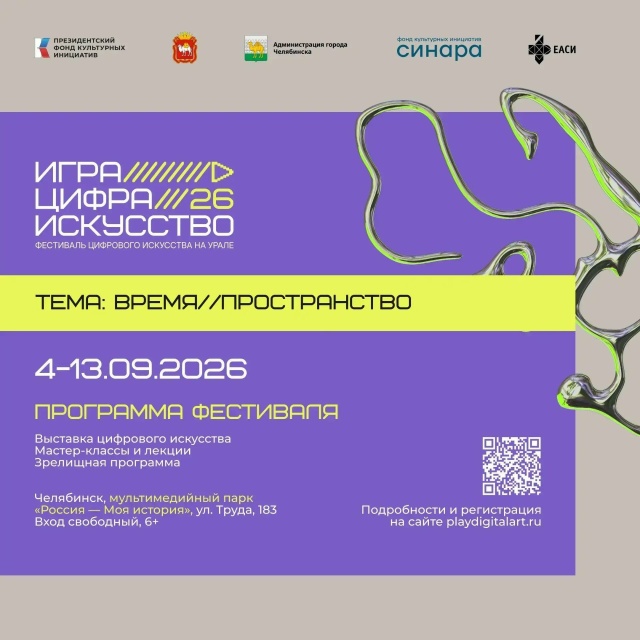 ПРЕЗИДЕНТСКИЙ
ФОНД КУЛЬТУРНЫХ
ИНИЦИАТИВ
Администрация города
Челябинска
фонд культурных инициатив
синара
ЕАСИ
ИГРА//////////▷
ЦИФРА///26
ИСКУССТВО
ФЕСТИВАЛЬ ЦИФРОВОГО ИСКУССТВА НА УРАЛЕ
ТЕМА: ВРЕМЯ//ПРОСТРАНСТВО
4-13.09.2026
ПРОГРАММА ФЕСТИВАЛЯ
Выставка цифрового искусства
Мастер-классы и лекции
Зрелищная программа
Челябинск, мультимедийный парк
«Россия — Моя история», ул. Труда, 183
Вход свободный, 6+
Подробности и регистрация
на сайте playdigitalart.ru